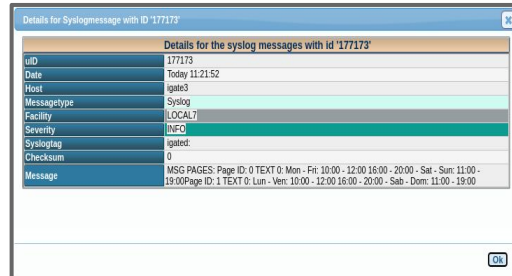 Details for Syslogmessage with ID '177173'
x
Details for the syslog messages with id '177173'
uID 177173
Date Today 11:21:52
Host igate3
Messagetype Syslog
Facility LOCAL7
Severity INFO
Syslogtag igated:
Checksum 0
Message MSG PAGES: Page ID: 0 TEXT 0: Mon - Fri: 10:00 - 12:00 16:00 - 20:00 - Sat - Sun: 11:00 -
19:00Page ID: 1 TEXT 0: Lun - Ven: 10:00 - 12:00 16:00 - 20:00 - Sab - Dom: 11:00 - 19:00
Ok